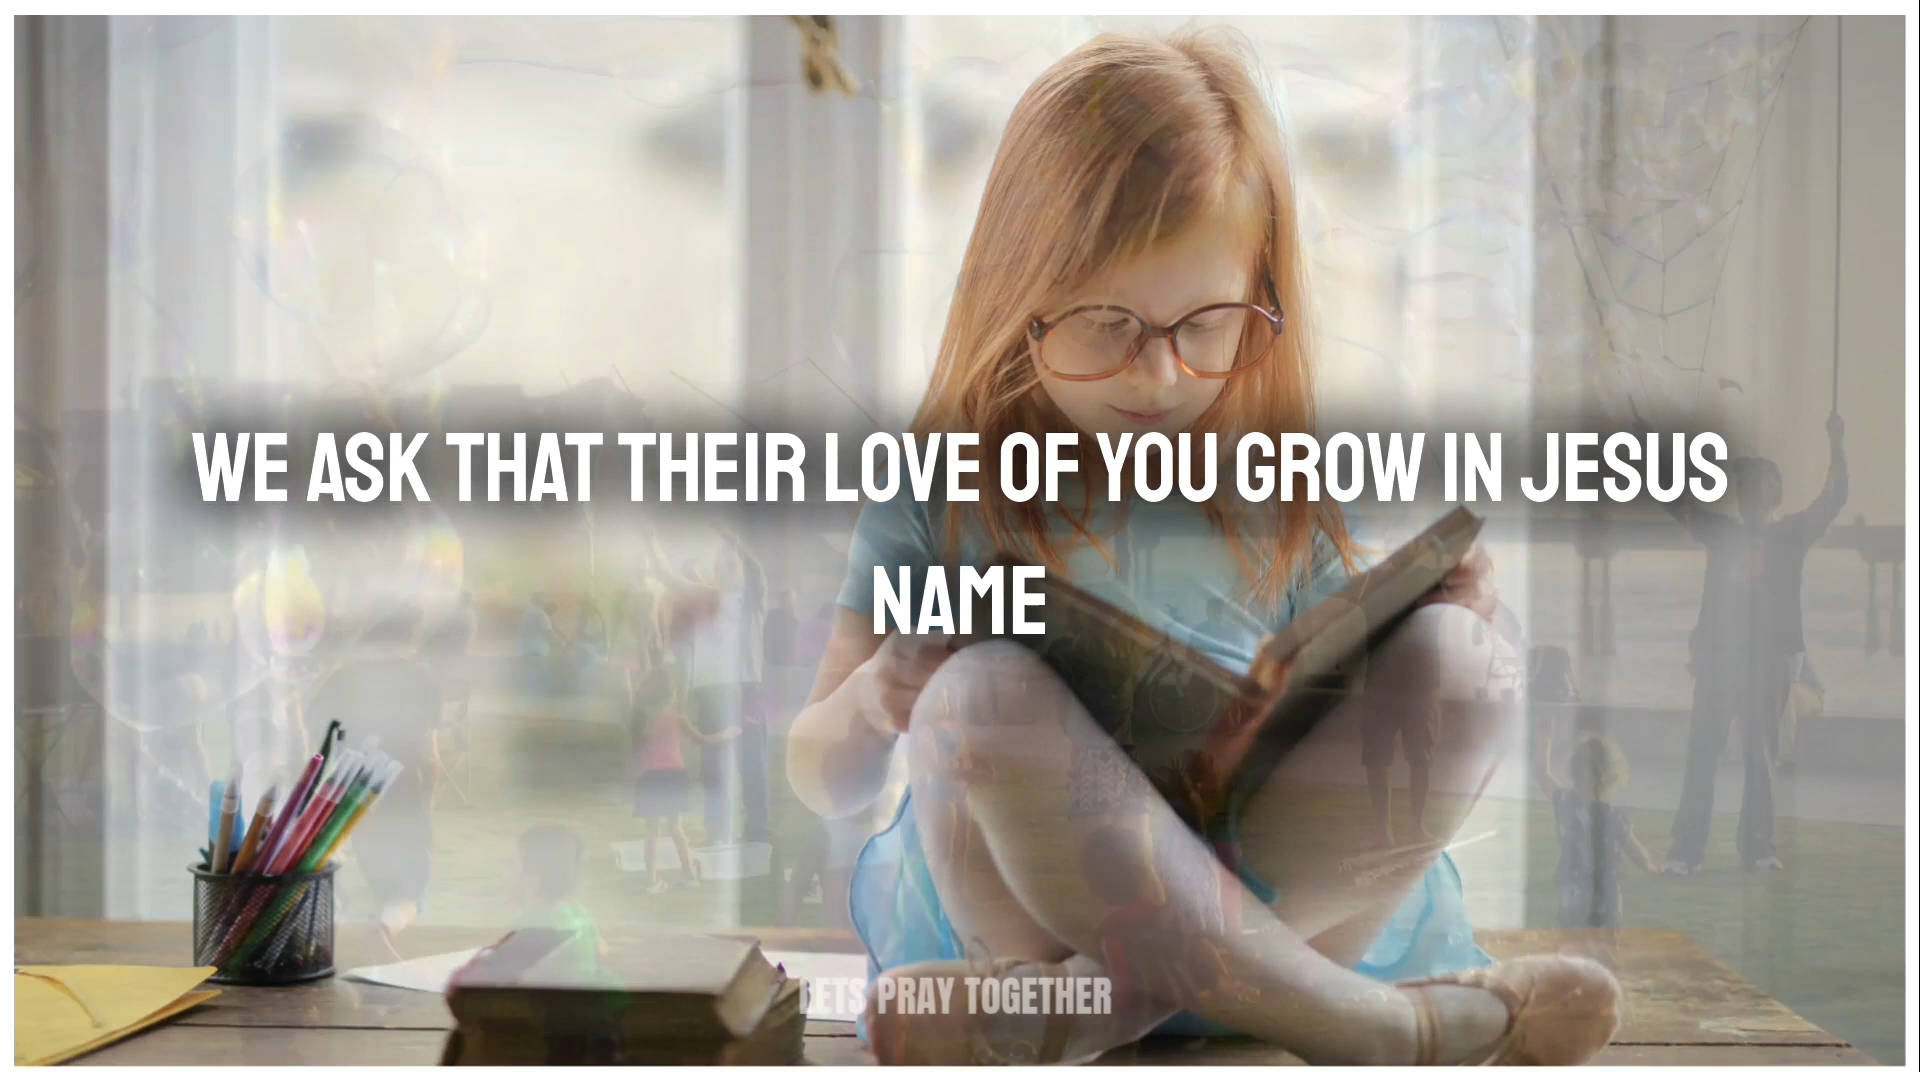 WE ASK THAT THEIR LOVE OF YOU GROW IN JESUS
NAME
LETS PRAY TOGETHER